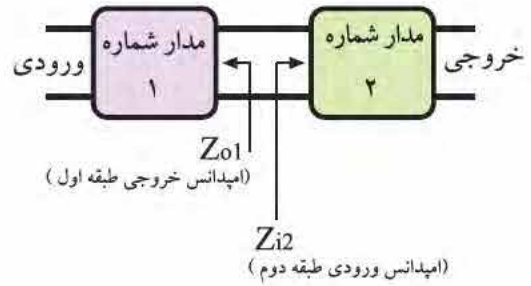 ورودی
مدار شماره
۱
مدار شماره
۲
خروجی
Zo1
(امپدانس خروجی طبقه اول )
Zi2
(امپدانس ورودی طبقه دوم )